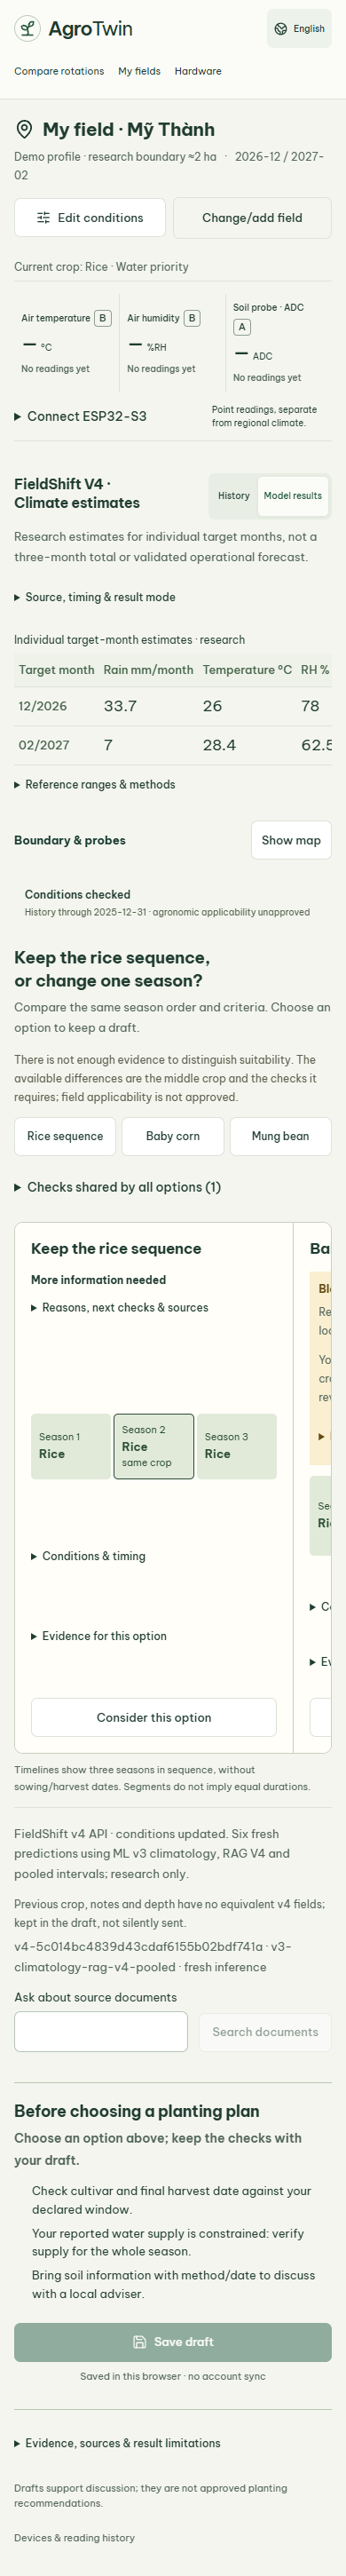 AgroTwin
English
Compare rotations My fields Hardware
My field · Mỹ Thành
Demo profile · research boundary ≈2 ha · 2026-12 / 2027-
02
Edit conditions
Change/add field
Current crop: Rice · Water priority
Air temperature B
— °C
No readings yet
Air humidity B
— %RH
No readings yet
Soil probe · ADC
A
— ADC
No readings yet
Connect ESP32-S3
Point readings, separate
from regional climate.
FieldShift V4 ·
Climate estimates
History
Model results
Research estimates for individual target months, not a
three-month total or validated operational forecast.
Source, timing & result mode
Individual target-month estimates · research
Target month Rain mm/month Temperature °C RH %
12/2026 33.7 26 78
02/2027 7 28.4 62.5
Reference ranges & methods
Boundary & probes
Show map
Conditions checked
History through 2025-12-31 · agronomic applicability unapproved
Keep the rice sequence,
or change one season?
Compare the same season order and criteria. Choose an
option to keep a draft.
There is not enough evidence to distinguish suitability. The
available differences are the middle crop and the checks it
requires; field applicability is not approved.
Rice sequence
Baby corn
Mung bean
Checks shared by all options (1)
Keep the rice sequence
More information needed
Reasons, next checks & sources
Season 1
Rice
Season 2
Rice
same crop
Season 3
Rice
Conditions & timing
Evidence for this option
Consider this option
Timelines show three seasons in sequence, without
sowing/harvest dates. Segments do not imply equal durations.
FieldShift v4 API · conditions updated. Six fresh
predictions using ML v3 climatology, RAG V4 and
pooled intervals; research only.
Previous crop, notes and depth have no equivalent v4 fields;
kept in the draft, not silently sent.
v4-5c014bc4839d43cdaf6155b02bdf741a · v3-
climatology-rag-v4-pooled · fresh inference
Ask about source documents
Search documents
Before choosing a planting plan
Choose an option above; keep the checks with
your draft.
Check cultivar and final harvest date against your
declared window.
Your reported water supply is constrained: verify
supply for the whole season.
Bring soil information with method/date to discuss
with a local adviser.
Save draft
Saved in this browser · no account sync
Evidence, sources & result limitations
Drafts support discussion; they are not approved planting
recommendations.
Devices & reading history